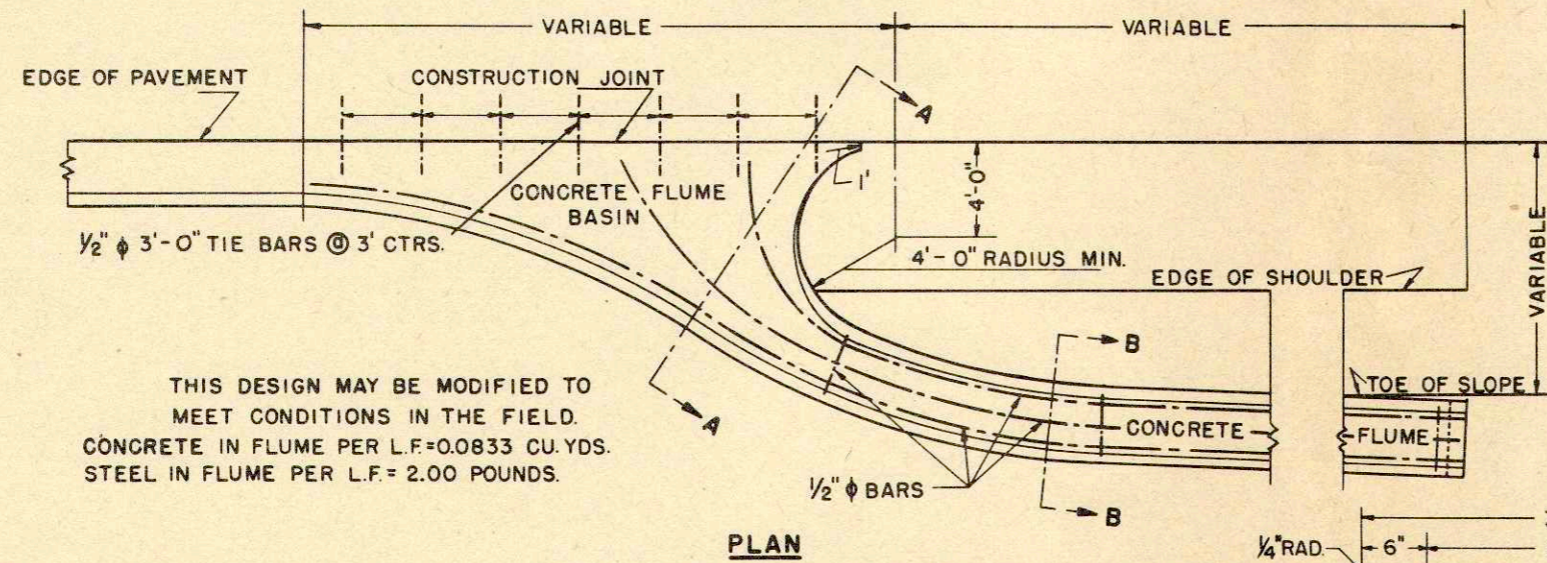 VARIABLE
VARIABLE
EDGE OF PAVEMENT
CONSTRUCTION JOINT
A
1'
4'-0"
CONCRETE FLUME
BASIN
VARIABLE
½" ϕ 3'-0" TIE BARS @ 3' CTRS.
4'-0" RADIUS MIN.
EDGE OF SHOULDER
B
THIS DESIGN MAY BE MODIFIED TO
MEET CONDITIONS IN THE FIELD.
CONCRETE IN FLUME PER L.F.=0.0833 CU.YDS.
STEEL IN FLUME PER L.F.= 2.00 POUNDS.
TOE OF SLOPE
A
CONCRETE
FLUME
½" ϕ BARS
B
PLAN
¼" RAD.
6"